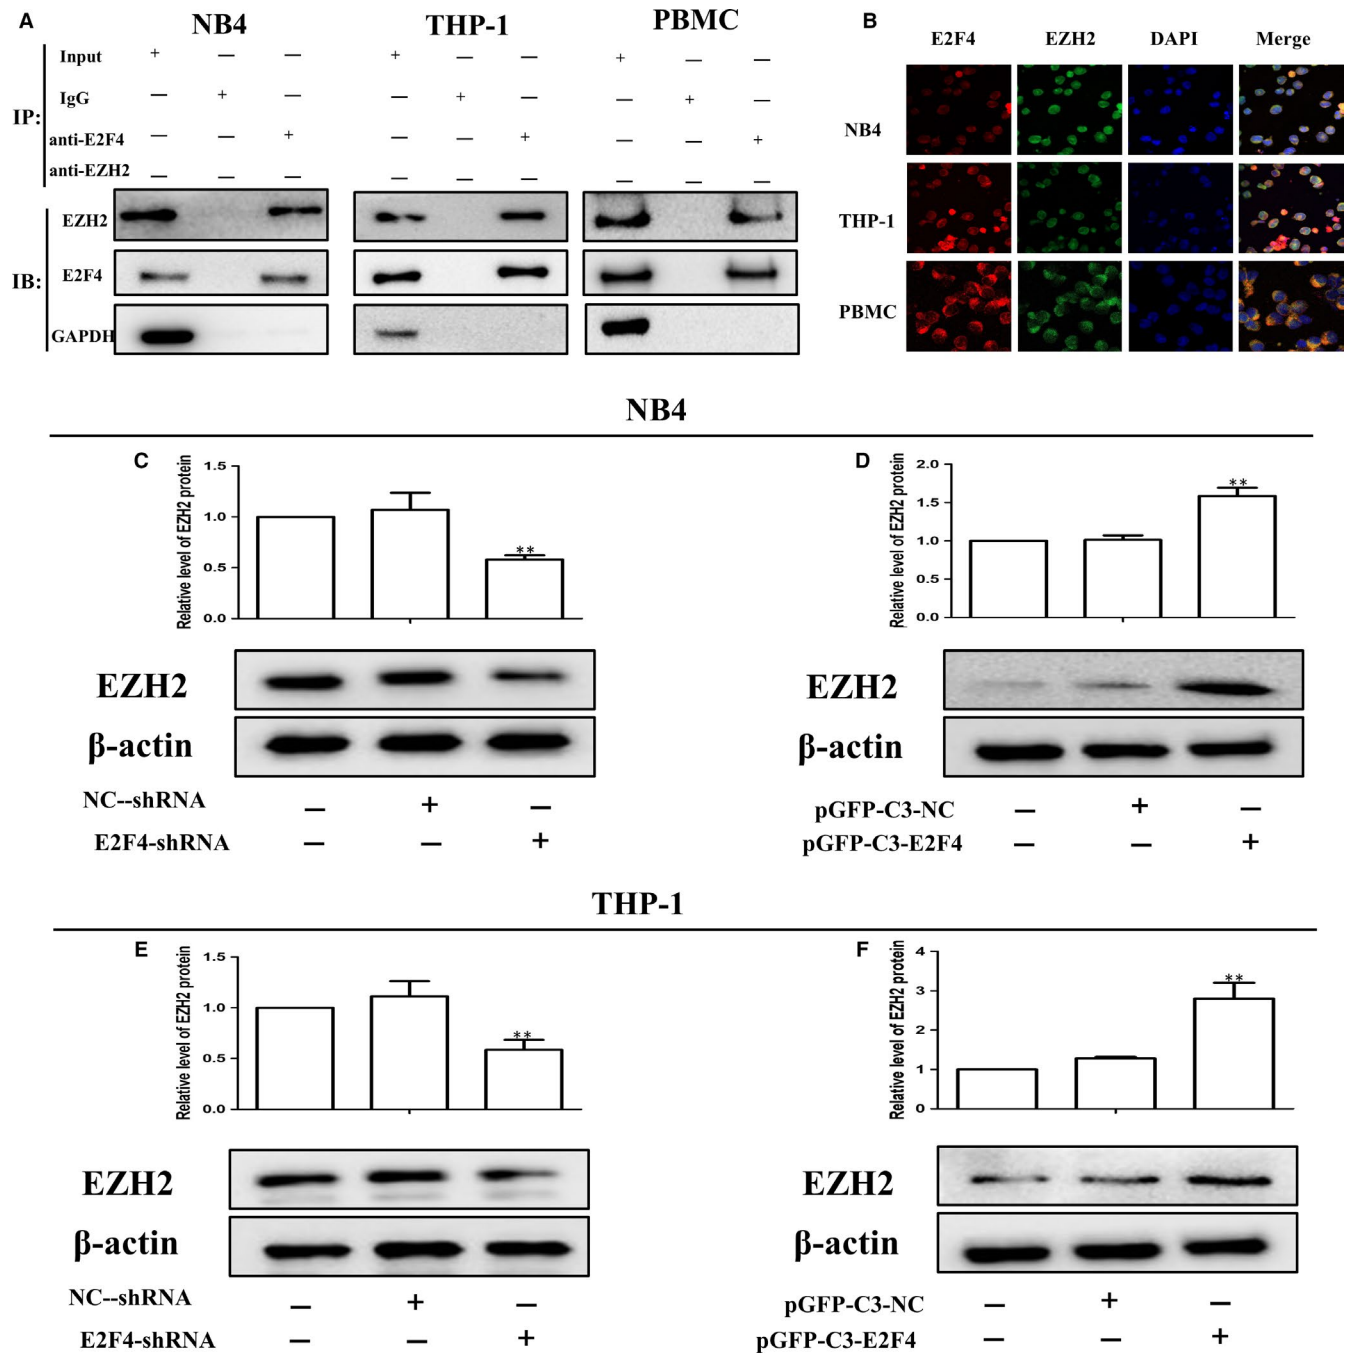 A
NB4 THP-1 PBMC
IP:
Input + — — + — — + — —
IgG — + — — + — — + —
anti-E2F4 — — + — — + — — +
anti-EZH2 — — — — — — — — —
IB:
EZH2
E2F4
GAPDH
B
E2F4 EZH2 DAPI Merge
NB4
THP-1
PBMC
NB4
C
Relative level of EZH2 protein
1.5
1.0
0.5
0.0
**
EZH2
β-actin
NC--shRNA — + —
E2F4-shRNA — — +
D
Relative level of EZH2 protein
2.0
1.5
1.0
0.5
0.0
**
EZH2
β-actin
pGFP-C3-NC — + —
pGFP-C3-E2F4 — — +
THP-1
E
Relative level of EZH2 protein
1.5
1.0
0.5
0.0
**
EZH2
β-actin
NC--shRNA — + —
E2F4-shRNA — — +
F
Relative level of EZH2 protein
4
3
2
1
0
**
EZH2
β-actin
pGFP-C3-NC — + —
pGFP-C3-E2F4 — — +